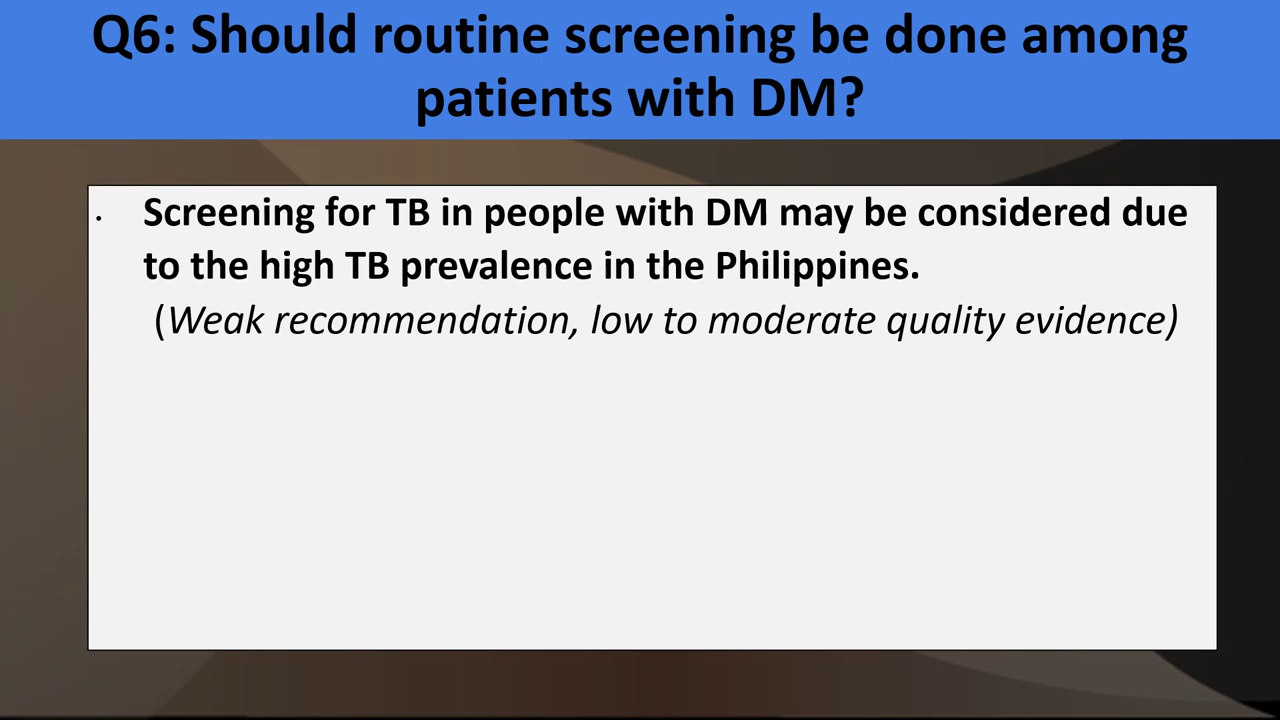 Q6: Should routine screening be done among
patients with DM?
• Screening for TB in people with DM may be considered due
to the high TB prevalence in the Philippines.
(Weak recommendation, low to moderate quality evidence)